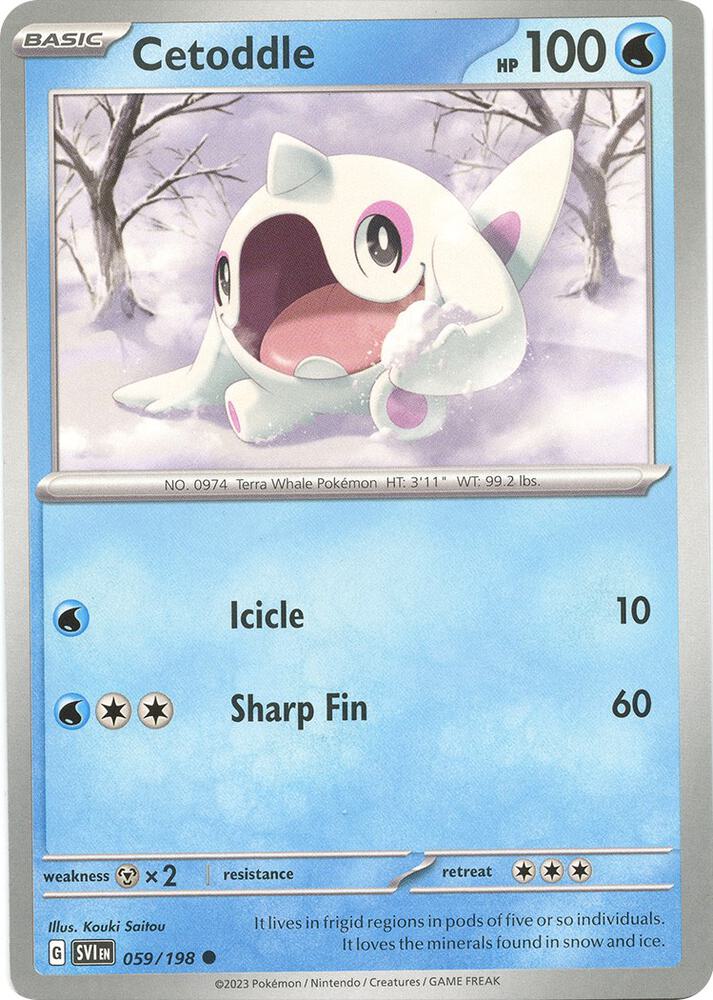 BASIC Cetoddle HP 100
NO. 0974 Terra Whale Pokémon HT: 3'11" WT: 99.2 lbs.
Icicle 10
Sharp Fin 60
weakness ×2 resistance retreat
Illus. Kouki Saitou
It lives in frigid regions in pods of five or so individuals.
It loves the minerals found in snow and ice.
G SVI EN 059/198
©2023 Pokémon / Nintendo / Creatures / GAME FREAK